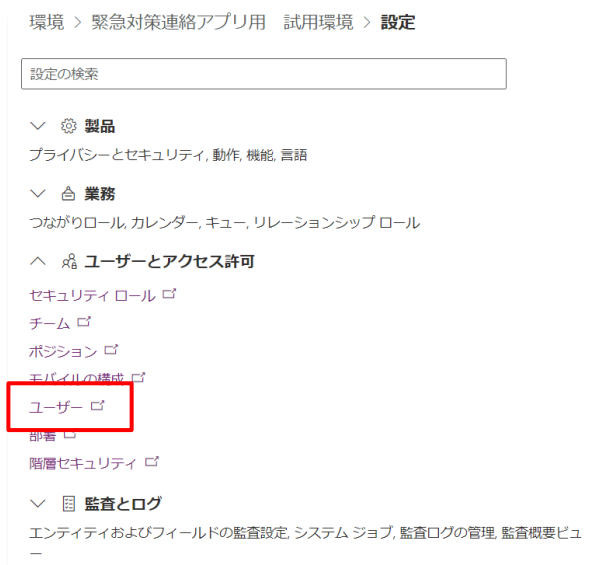 環境 > 緊急対策連絡アプリ用　試用環境 > 設定
設定の検索
製品
プライバシーとセキュリティ, 動作, 機能, 言語
業務
つながりロール, カレンダー, キュー, リレーションシップ ロール
ユーザーとアクセス許可
セキュリティ ロール
チーム
ポジション
モバイルの構成
ユーザー
部署
階層セキュリティ
監査とログ
エンティティおよびフィールドの監査設定, システム ジョブ, 監査ログの管理, 監査概要ビュ
ー